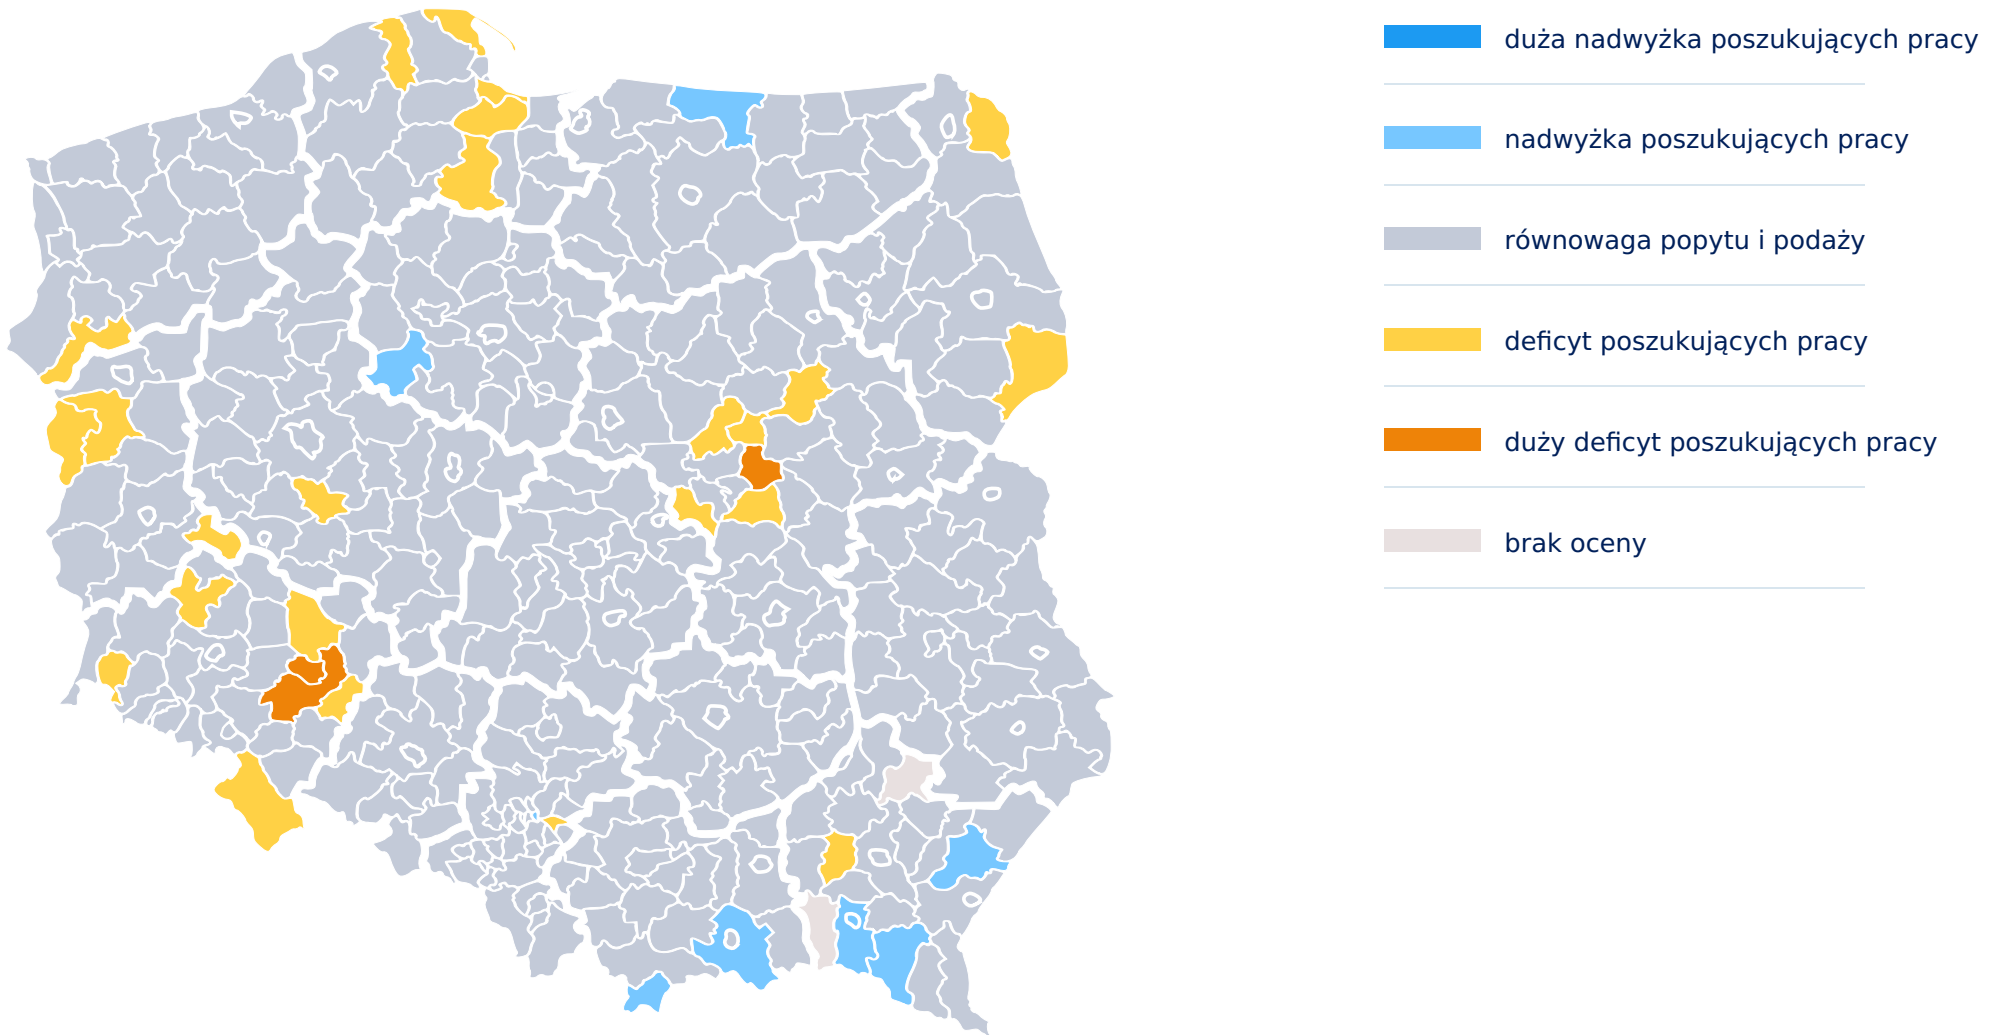 duża nadwyżka poszukujących pracy
nadwyżka poszukujących pracy
równowaga popytu i podaży
deficyt poszukujących pracy
duży deficyt poszukujących pracy
brak oceny